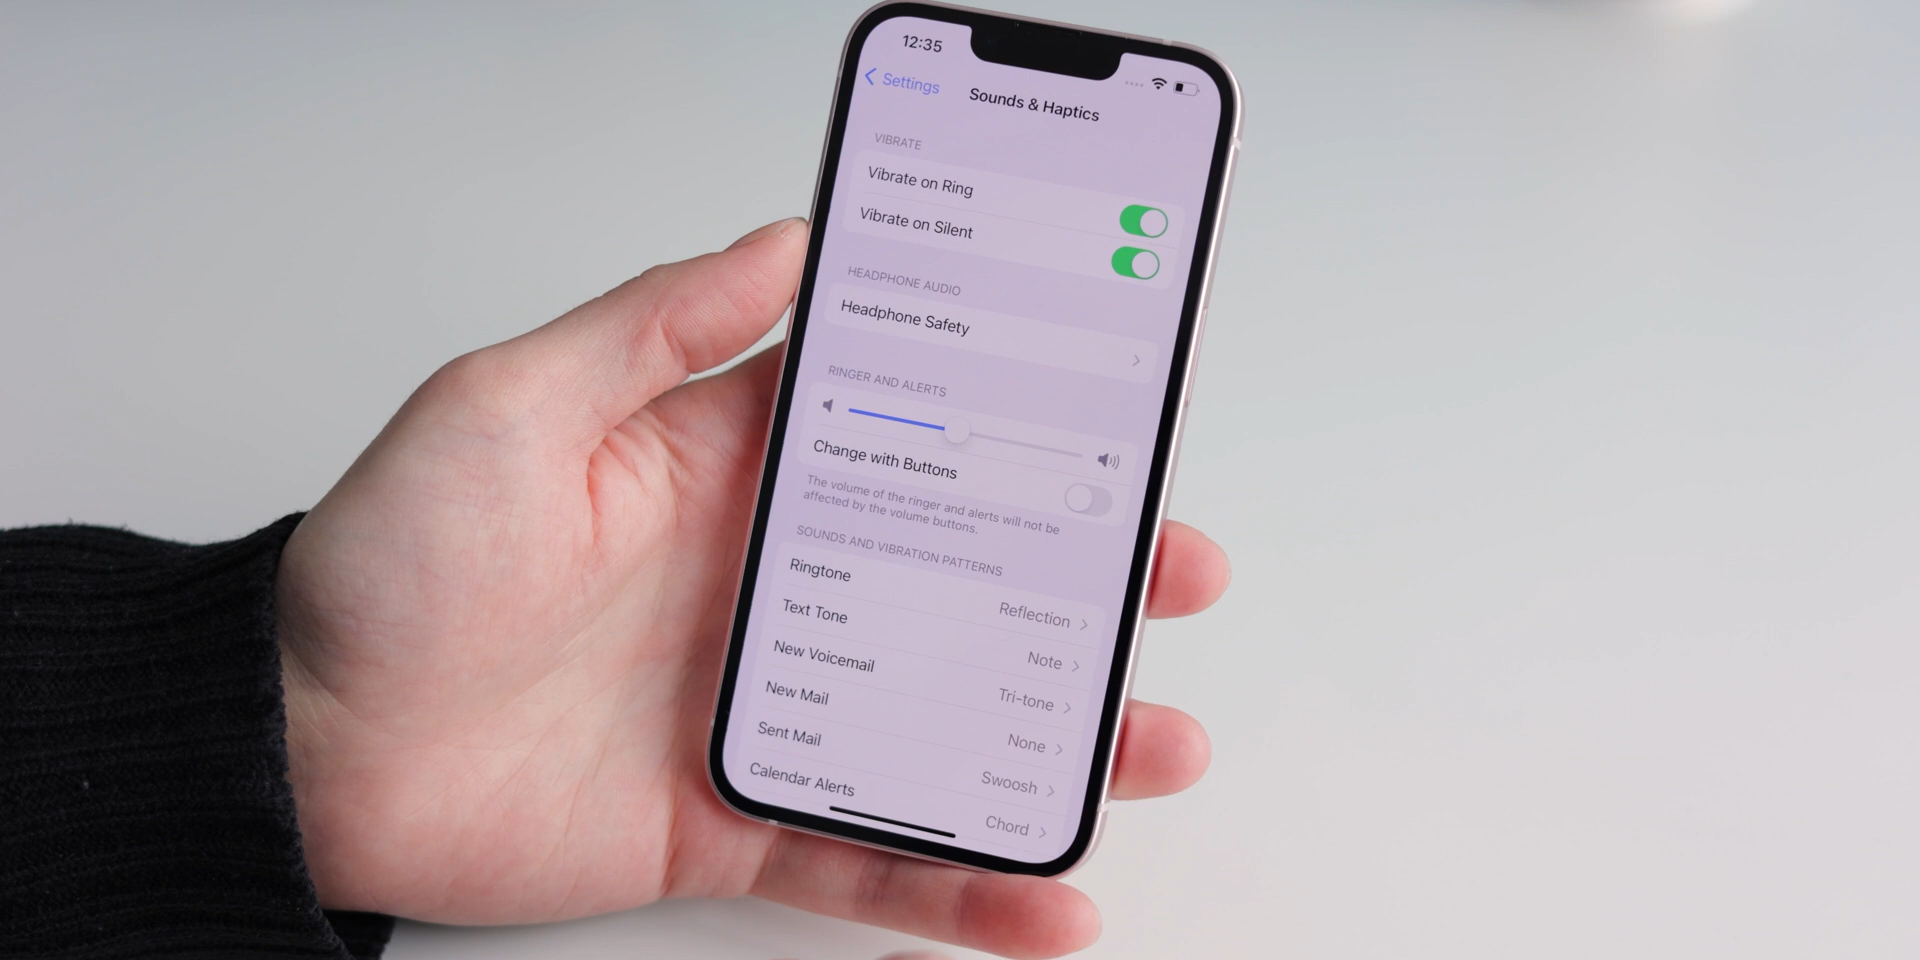 12:35
Settings
Sounds & Haptics
VIBRATE
Vibrate on Ring
Vibrate on Silent
HEADPHONE AUDIO
Headphone Safety
RINGER AND ALERTS
Change with Buttons
The volume of the ringer and alerts will not be
affected by the volume buttons.
SOUNDS AND VIBRATION PATTERNS
Ringtone Reflection
Text Tone Note
New Voicemail Tri-tone
New Mail None
Sent Mail Swoosh
Calendar Alerts Chord